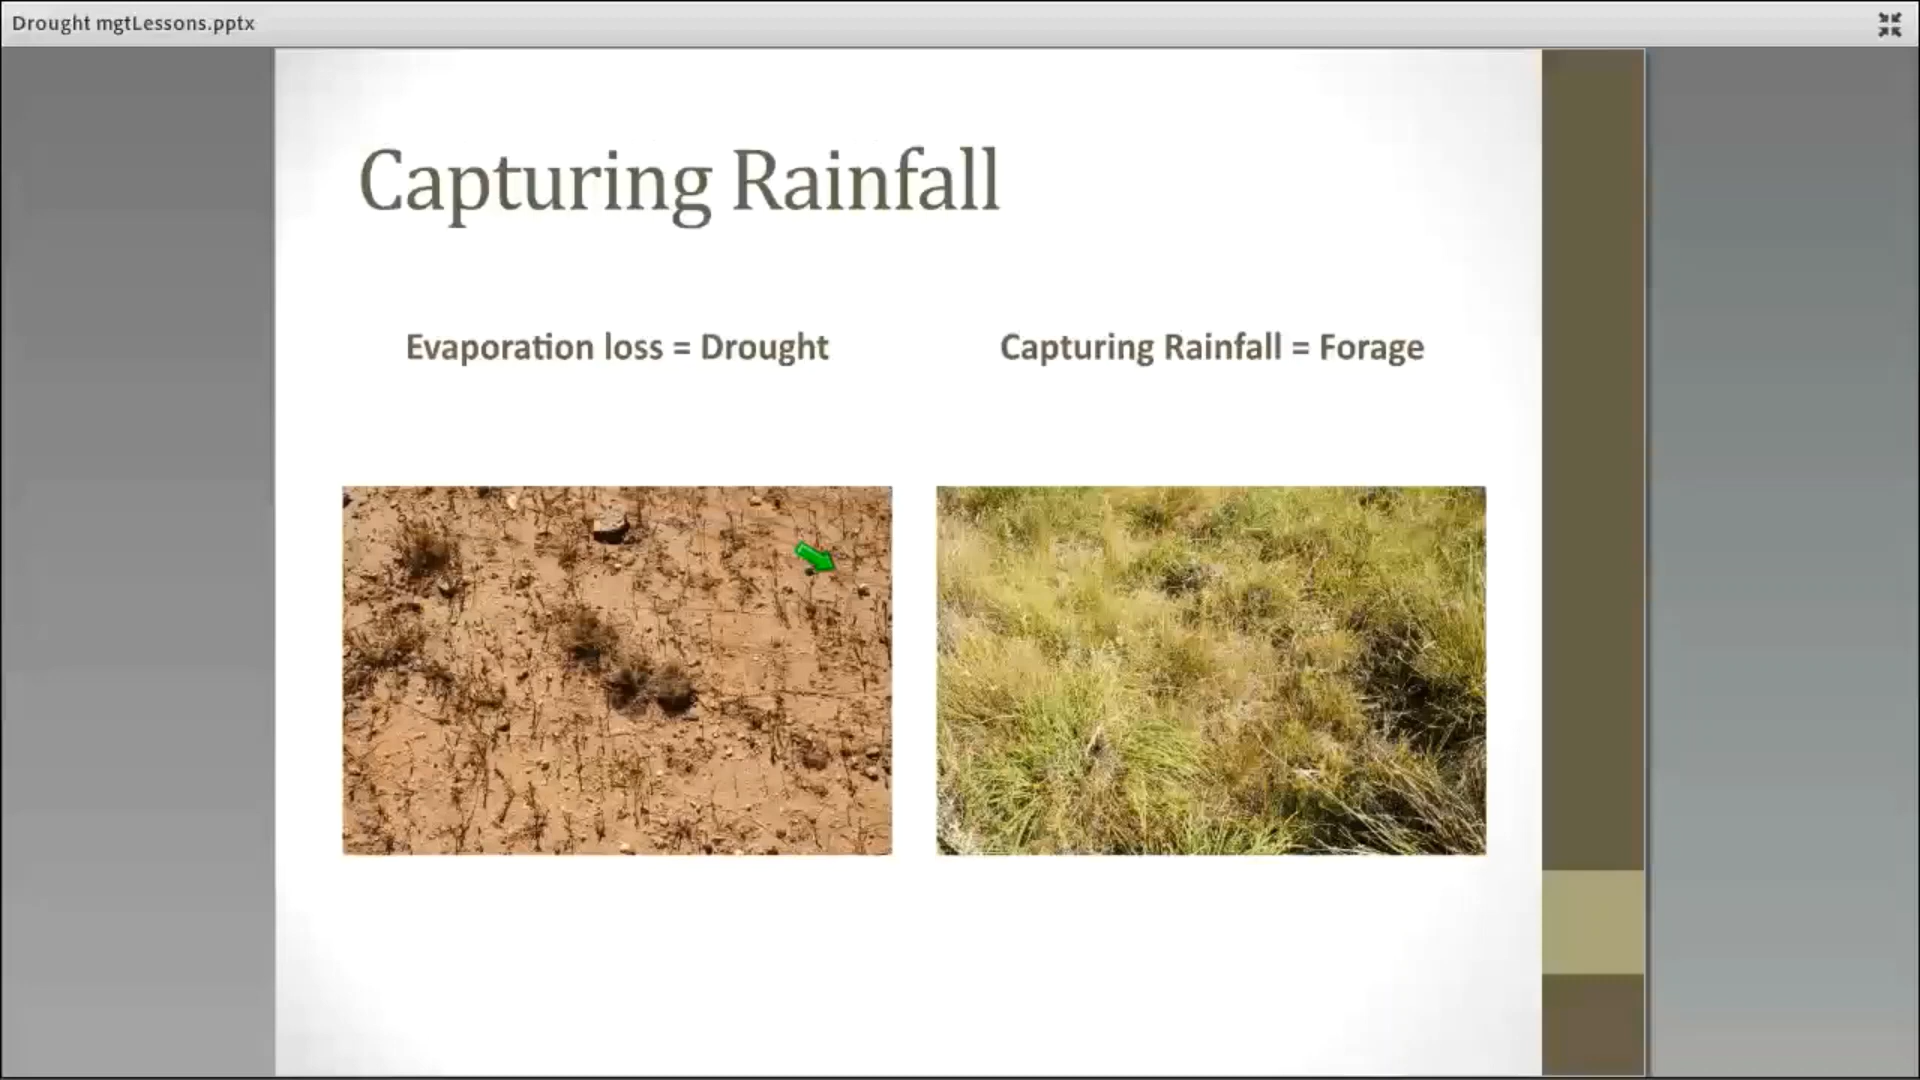 Drought mgtLessons.pptx
Capturing Rainfall
Evaporation loss = Drought
Capturing Rainfall = Forage